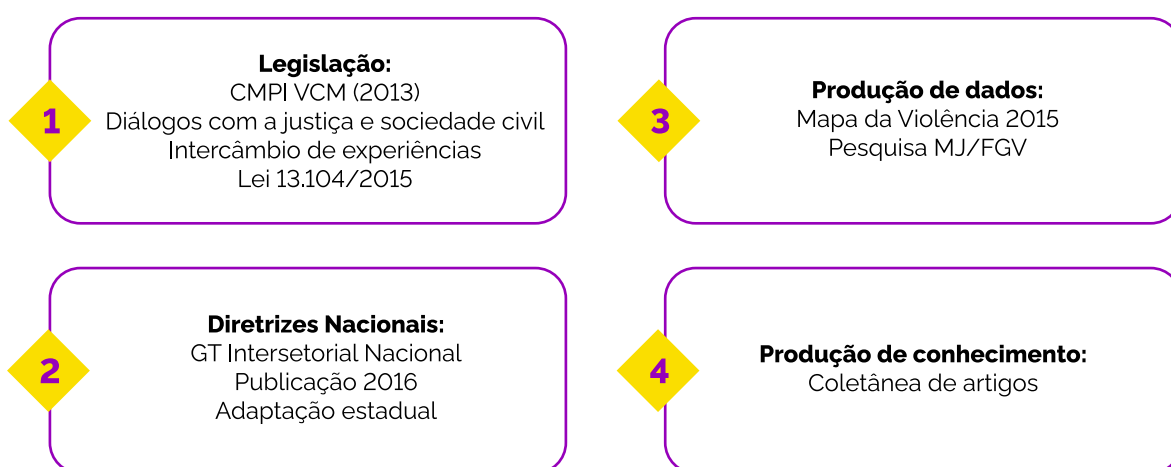 1
Legislação:
CMPI VCM (2013)
Diálogos com a justiça e sociedade civil
Intercâmbio de experiências
Lei 13.104/2015
2
Diretrizes Nacionais:
GT Intersetorial Nacional
Publicação 2016
Adaptação estadual
3
Produção de dados:
Mapa da Violência 2015
Pesquisa MJ/FGV
4
Produção de conhecimento:
Coletânea de artigos